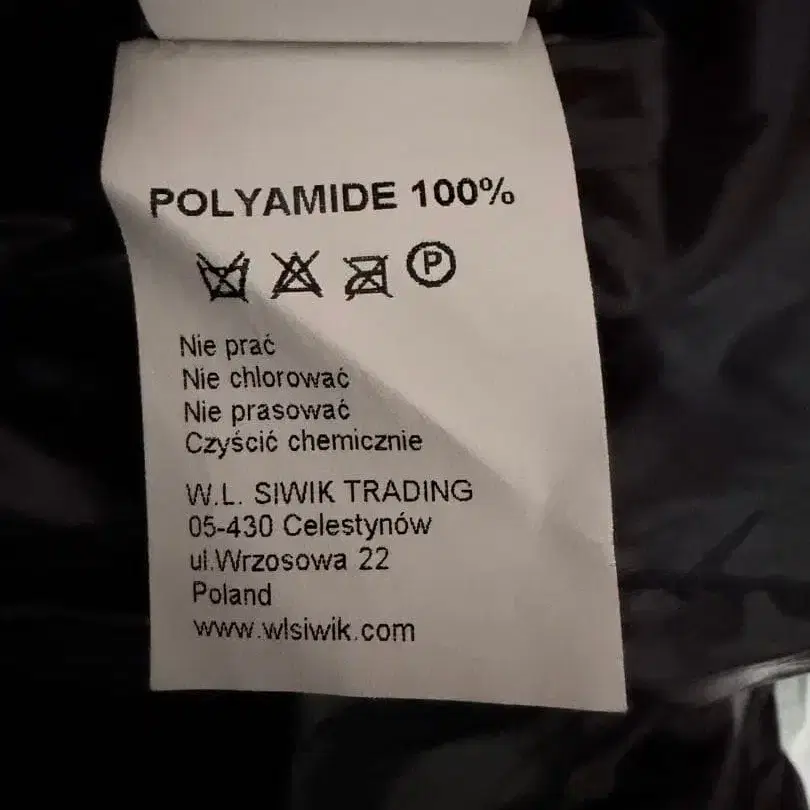 POLYAMIDE 100%
P
Nie prać
Nie chlorować
Nie prasować
Czyścić chemicznie
W.L. SIWIK TRADING
05-430 Celestynów
ul.Wrzosowa 22
Poland
www.wlsiwik.com